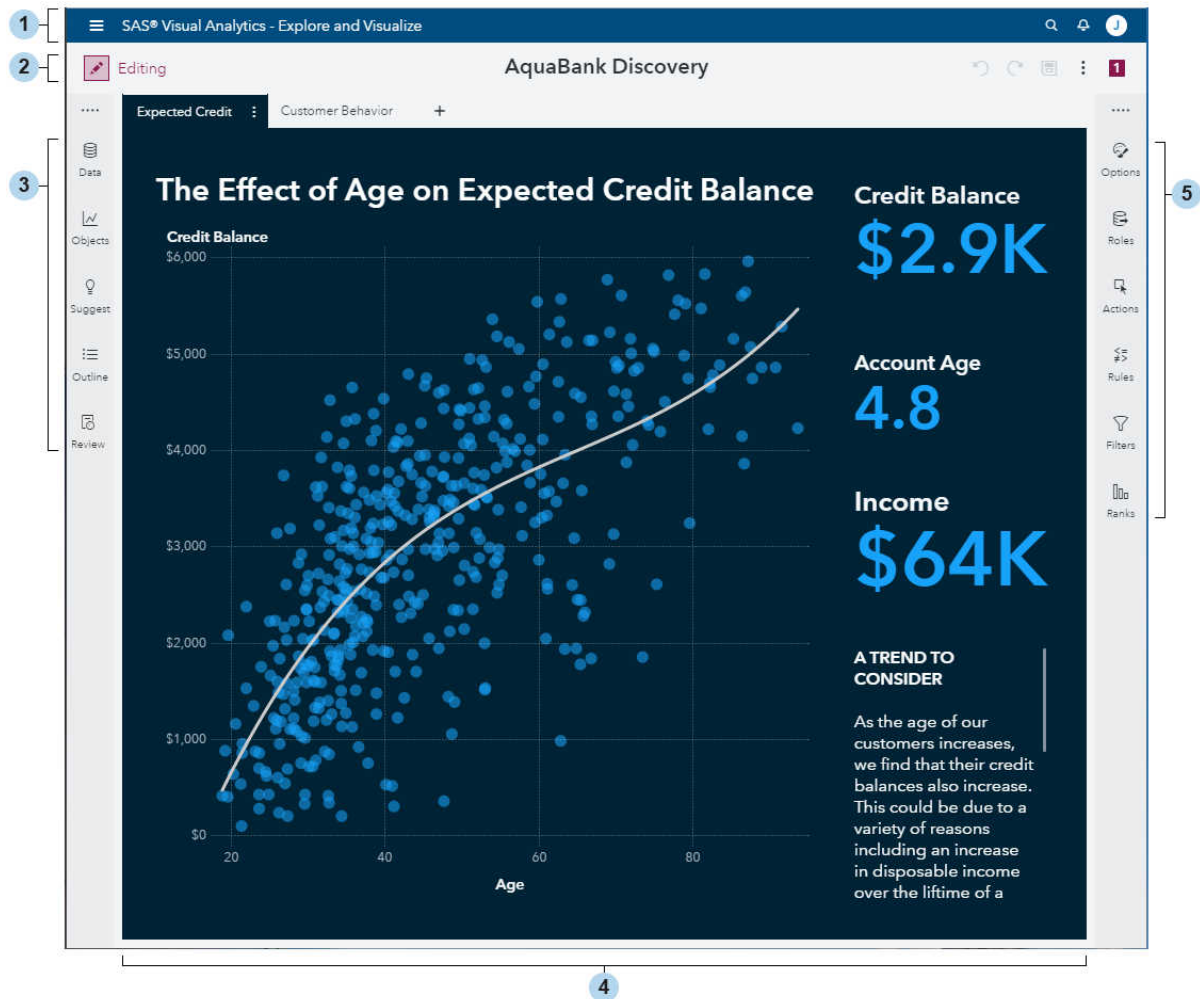 1
SAS® Visual Analytics - Explore and Visualize
J
2
Editing
AquaBank Discovery
1
Expected Credit
Customer Behavior
+
3
Data
Objects
Suggest
Outline
Review
The Effect of Age on Expected Credit Balance
Credit Balance
$6,000
$5,000
$4,000
$3,000
$2,000
$1,000
$0
20
40
60
80
Age
Credit Balance
$2.9K
Account Age
4.8
Income
$64K
A TREND TO
CONSIDER
As the age of our
customers increases,
we find that their credit
balances also increase.
This could be due to a
variety of reasons
including an increase
in disposable income
over the liftime of a
Options
Roles
Actions
Rules
Filters
Ranks
5
4